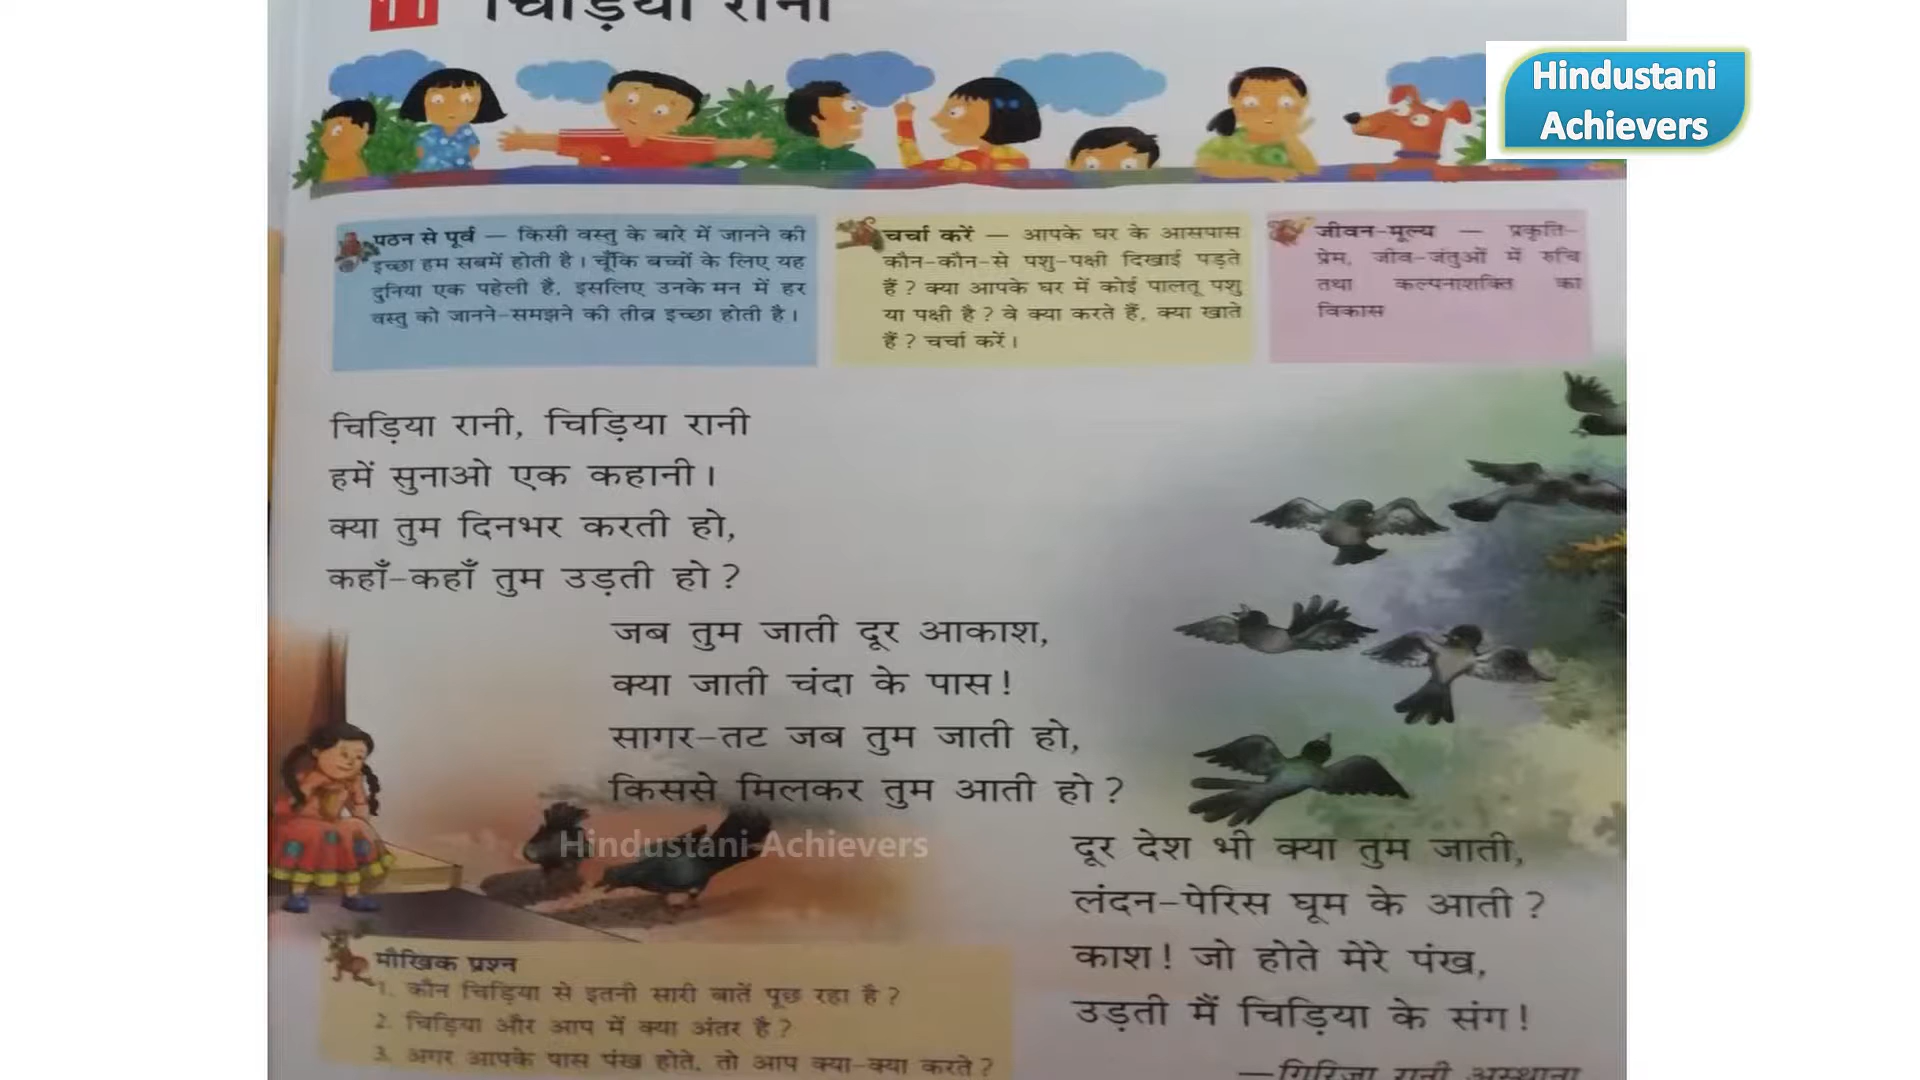 11 चिड़िया रानी
Hindustani
Achievers
पठन से पूर्व — किसी वस्तु के बारे में जानने की
इच्छा हम सबमें होती है। चूँकि बच्चों के लिए यह
दुनिया एक पहेली है, इसलिए उनके मन में हर
वस्तु को जानने-समझने की तीव्र इच्छा होती है।
चर्चा करें — आपके घर के आसपास
कौन-कौन-से पशु-पक्षी दिखाई पड़ते
हैं? क्या आपके घर में कोई पालतू पशु
या पक्षी है? वे क्या करते हैं, क्या खाते
हैं? चर्चा करें।
जीवन-मूल्य — प्रकृति-
प्रेम, जीव-जंतुओं में रुचि
तथा कल्पनाशक्ति का
विकास
चिड़िया रानी, चिड़िया रानी
हमें सुनाओ एक कहानी।
क्या तुम दिनभर करती हो,
कहाँ-कहाँ तुम उड़ती हो?
जब तुम जाती दूर आकाश,
क्या जाती चंदा के पास!
सागर-तट जब तुम जाती हो,
किससे मिलकर तुम आती हो?
Hindustani Achievers
दूर देश भी क्या तुम जाती,
लंदन-पेरिस घूम के आती?
काश! जो होते मेरे पंख,
उड़ती मैं चिड़िया के संग!
—गिरिजा रानी अस्थाना
मौखिक प्रश्न
1. कौन चिड़िया से इतनी सारी बातें पूछ रहा है?
2. चिड़िया और आप में क्या अंतर है?
3. अगर आपके पास पंख होते, तो आप क्या-क्या करते?